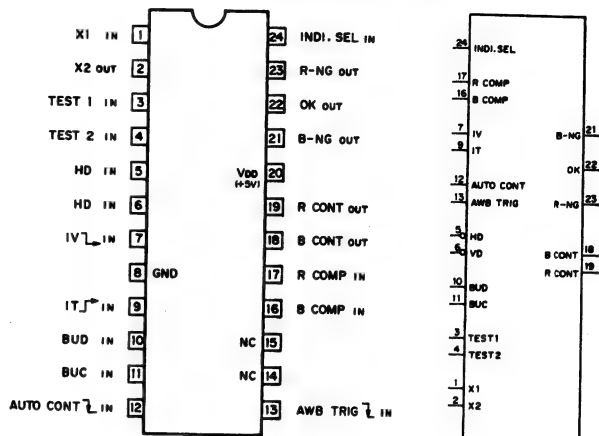 X1 IN 1
X2 OUT 2
TEST 1 IN 3
TEST 2 IN 4
HD IN 5
HD IN 6
IV IN 7
8 GND
IT IN 9
BUD IN 10
BUC IN 11
AUTO CONT IN 12
24 INDI. SEL IN
23 R-NG OUT
22 OK OUT
21 B-NG OUT
VDD (+5V) 20
19 R CONT OUT
18 B CONT OUT
17 R COMP IN
16 B COMP IN
NC 15
NC 14
13 AWB TRIG IN
24 INDI. SEL
17 R COMP
16 B COMP
7 IV
9 IT
12 AUTO CONT
13 AWB TRIG
5 HD
6 VD
10 BUD
11 BUC
3 TEST1
4 TEST2
1 X1
2 X2
B-NG 21
OK 22
R-NG 23
B CONT 18
R CONT 19